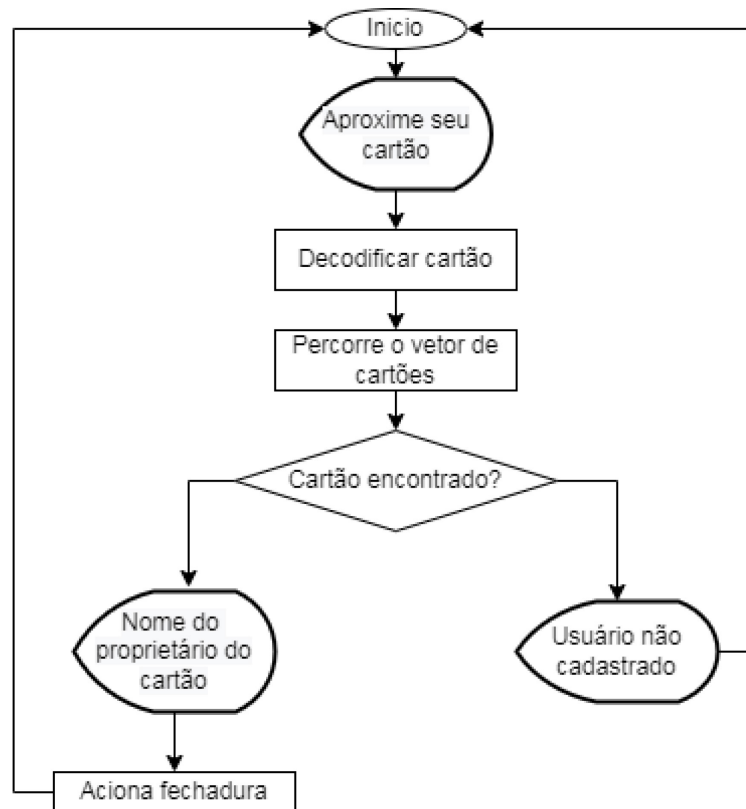 Inicio
Aproxime seu
cartão
Decodificar cartão
Percorre o vetor de
cartões
Cartão encontrado?
Nome do
proprietário do
cartão
Usuário não
cadastrado
Aciona fechadura